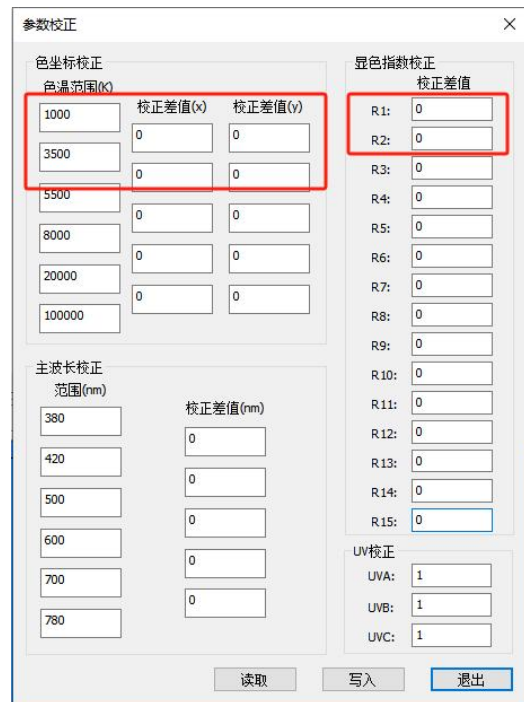 参数校正
色坐标校正
色温范围(K)
校正差值(x) 校正差值(y)
1000
0 0
3500
0 0
5500
0 0
8000
0 0
20000
0 0
100000
主波长校正
范围(nm)
校正差值(nm)
380
0
420
0
500
0
600
0
700
0
780
显色指数校正
校正差值
R1: 0
R2: 0
R3: 0
R4: 0
R5: 0
R6: 0
R7: 0
R8: 0
R9: 0
R10: 0
R11: 0
R12: 0
R13: 0
R14: 0
R15: 0
UV校正
UVA: 1
UVB: 1
UVC: 1
读取 写入 退出